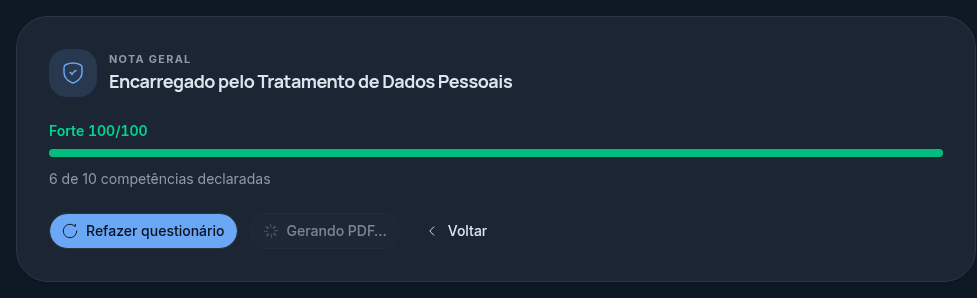 NOTA GERAL
Encarregado pelo Tratamento de Dados Pessoais
Forte 100/100
6 de 10 competências declaradas
Refazer questionário
Gerando PDF...
Voltar